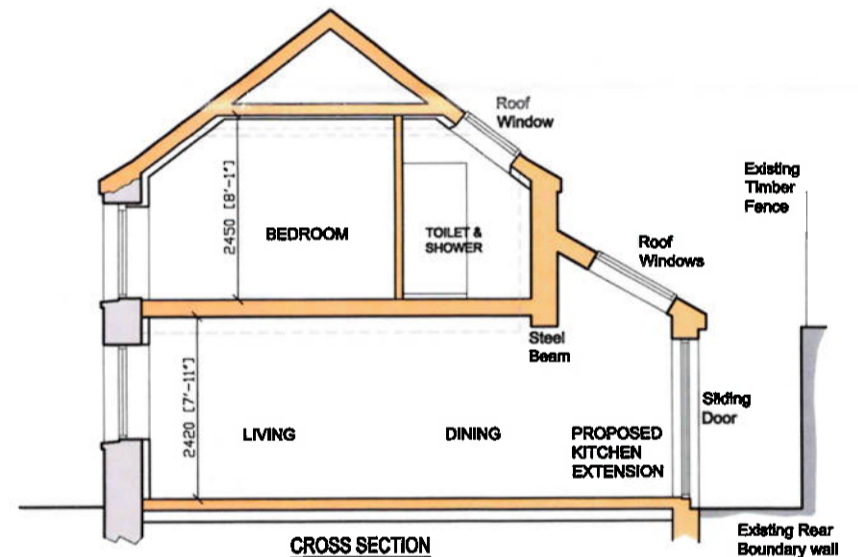 Roof
Window
Existing
Timber
Fence
2450 [8'-1"]
BEDROOM
TOILET &
SHOWER
Roof
Windows
Steel
Beam
2420 [7'-11"]
LIVING
DINING
PROPOSED
KITCHEN
EXTENSION
Sliding
Door
CROSS SECTION
Existing Rear
Boundary wall